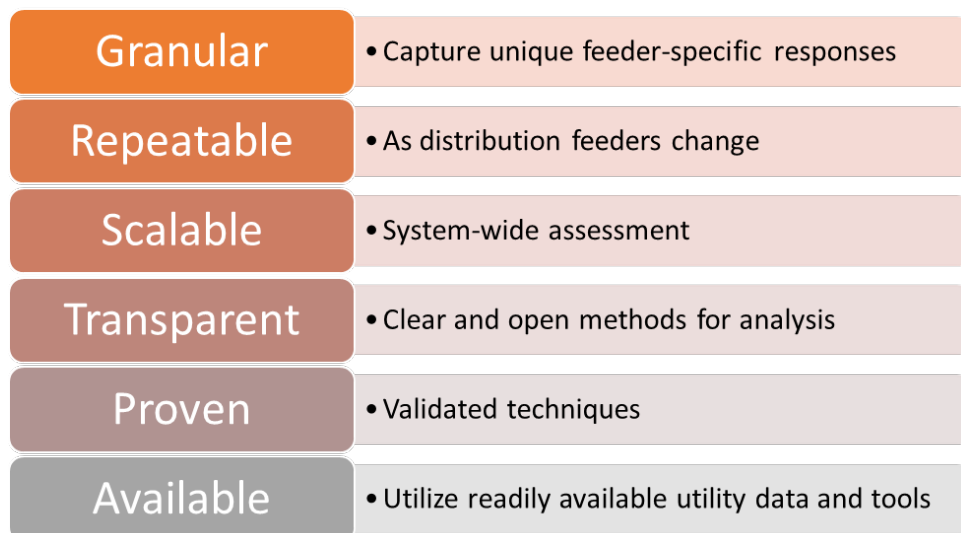 Granular
• Capture unique feeder-specific responses
Repeatable
• As distribution feeders change
Scalable
• System-wide assessment
Transparent
• Clear and open methods for analysis
Proven
• Validated techniques
Available
• Utilize readily available utility data and tools